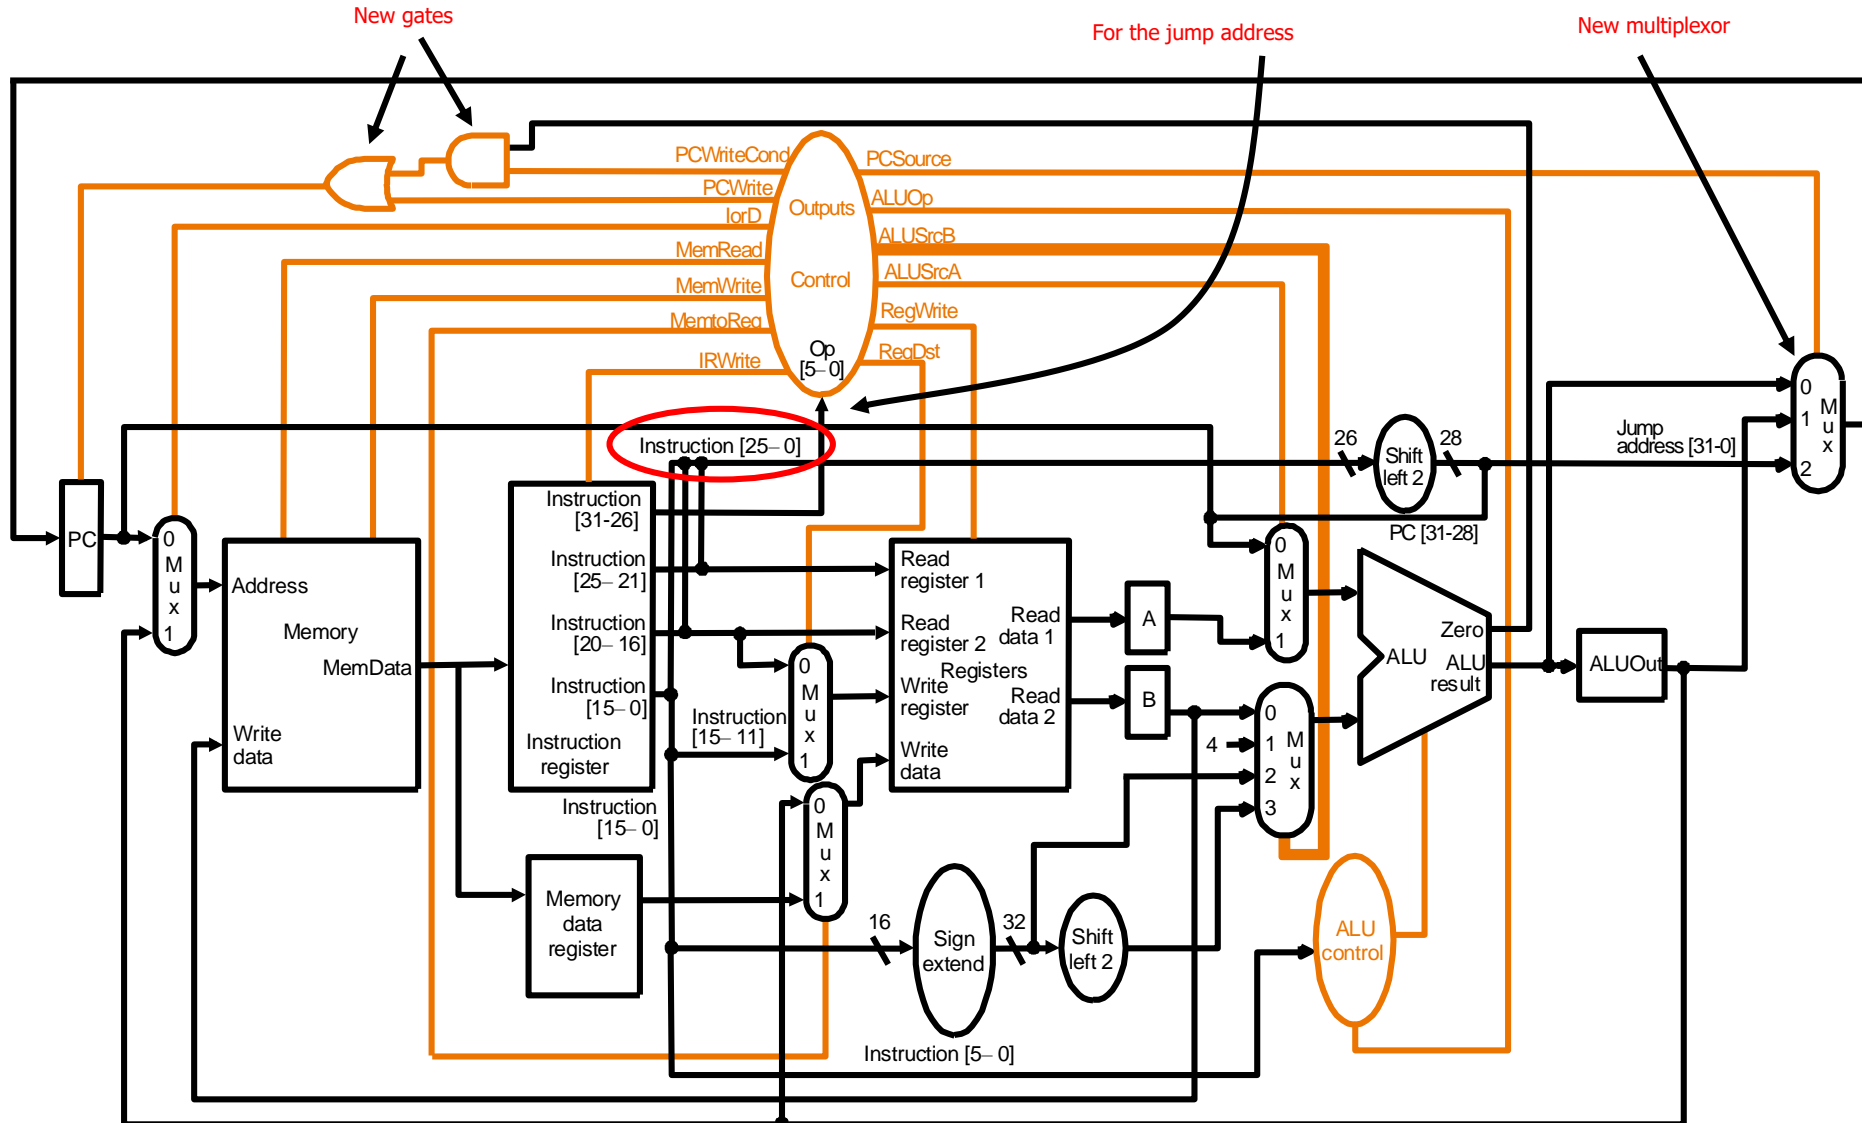 New gates
For the jump address
New multiplexor
PCWriteCond
PCSource
PCWrite
ALUOp
Outputs
IorD
ALUSrcB
MemRead
ALUSrcA
Control
MemWrite
RegWrite
MemtoReg
Op
[5–0]
RegDst
IRWrite
0
1
2
M
u
x
Instruction [25–0]
26
Shift
left 2
28
Jump
address [31-0]
PC [31-28]
PC
0
M
u
x
1
Address
Memory
MemData
Write
data
Instruction
[31-26]
Instruction
[25–21]
Instruction
[20–16]
Instruction
[15–0]
Instruction
register
Instruction
[15–11]
0
M
u
x
1
Instruction
[15–0]
0
M
u
x
1
Memory
data
register
Read
register 1
Read
register 2
Registers
Write
register
Write
data
Read
data 1
Read
data 2
A
B
0
M
u
x
1
4
0
1
2
3
M
u
x
Zero
ALU
ALU
result
ALUOut
16
Sign
extend
32
Shift
left 2
ALU
control
Instruction [5–0]